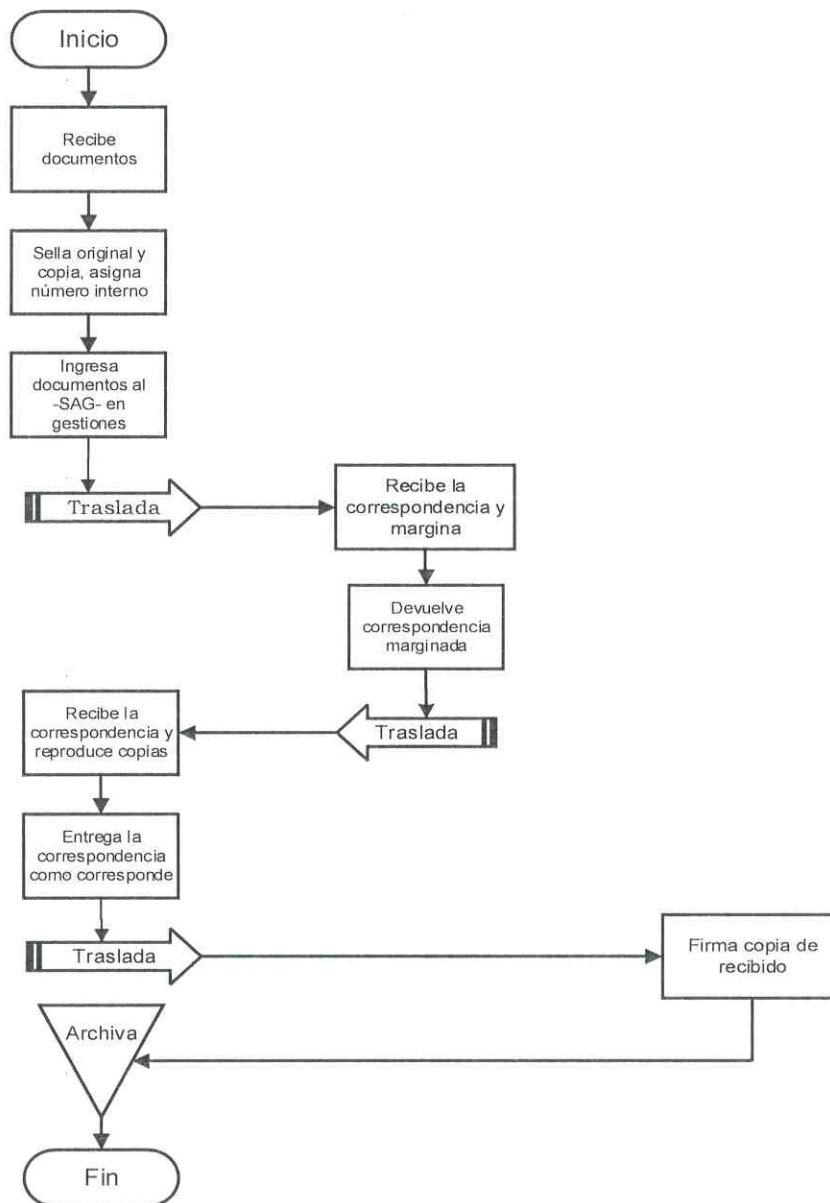 Inicio
Recibe
documentos
Sella original y
copia, asigna
número interno
Ingresa
documentos al
-SAG- en
gestiones
Traslada
Recibe la
correspondencia y
margina
Devuelve
correspondencia
marginada
Traslada
Recibe la
correspondencia y
reproduce copias
Entrega la
correspondencia
como corresponde
Traslada
Firma copia de
recibido
Archiva
Fin